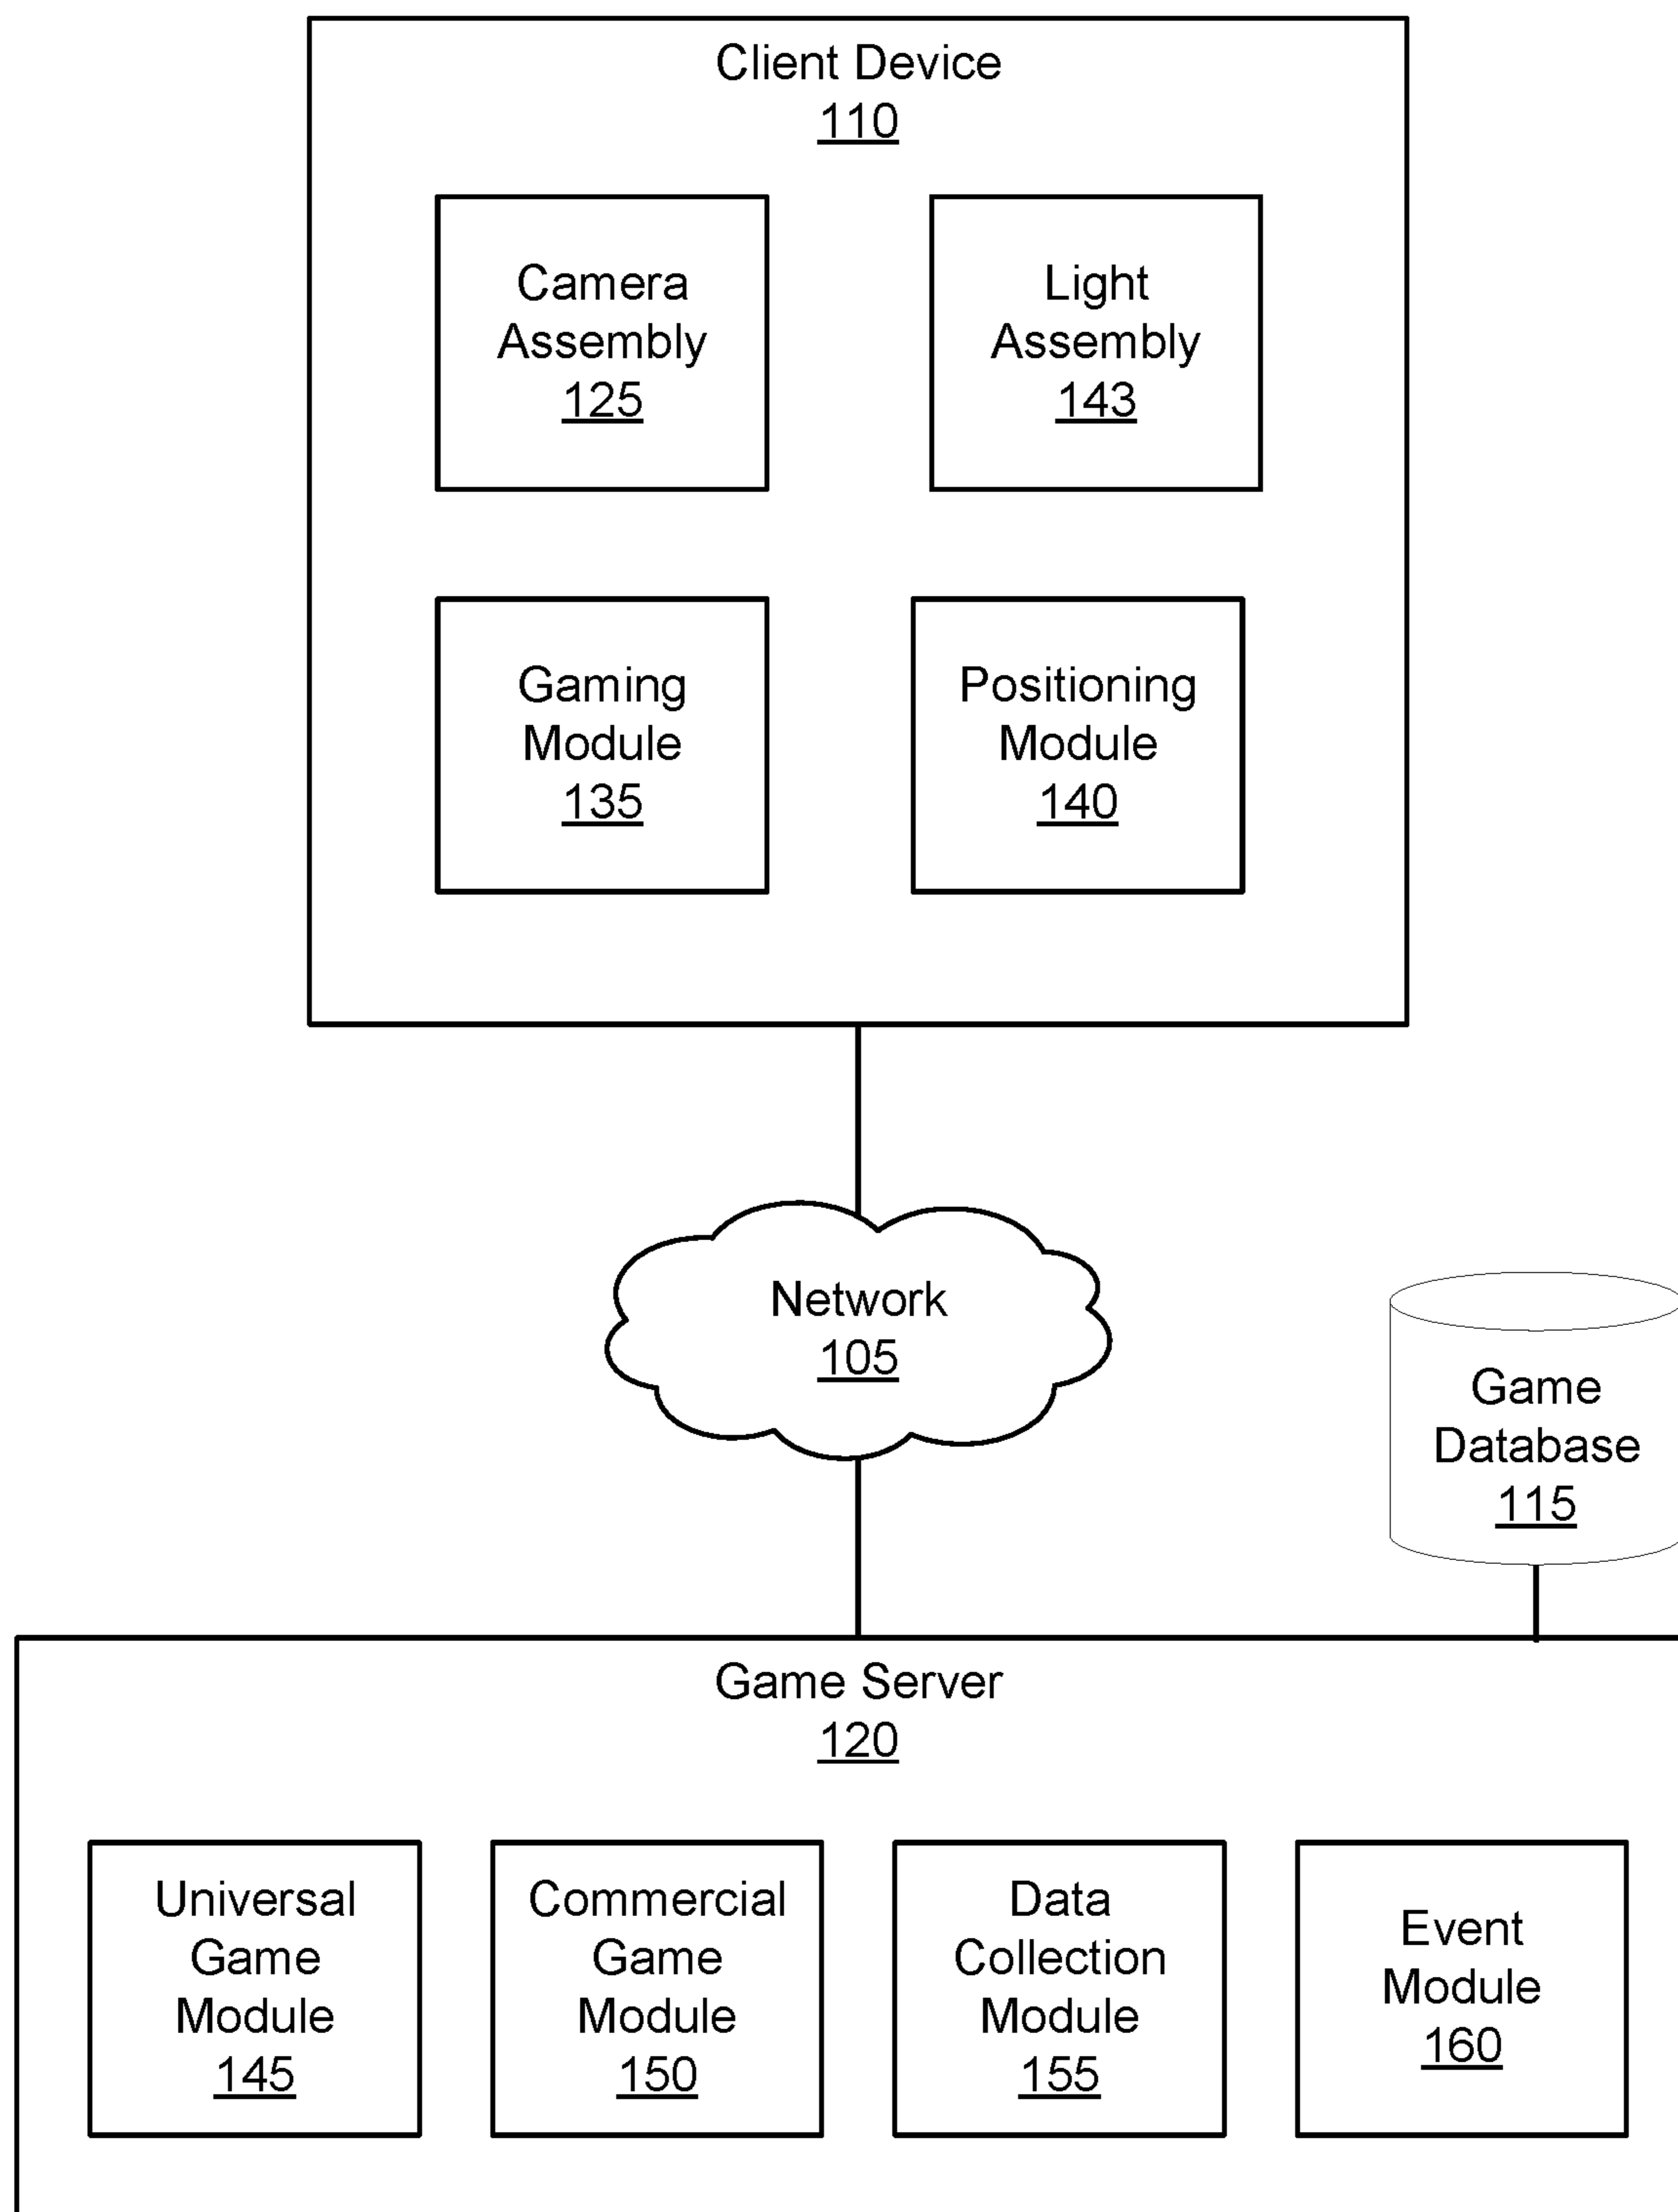 Client Device
110
Camera
Assembly
125
Light
Assembly
143
Gaming
Module
135
Positioning
Module
140
Network
105
Game
Database
115
Game Server
120
Universal
Game
Module
145
Commercial
Game
Module
150
Data
Collection
Module
155
Event
Module
160